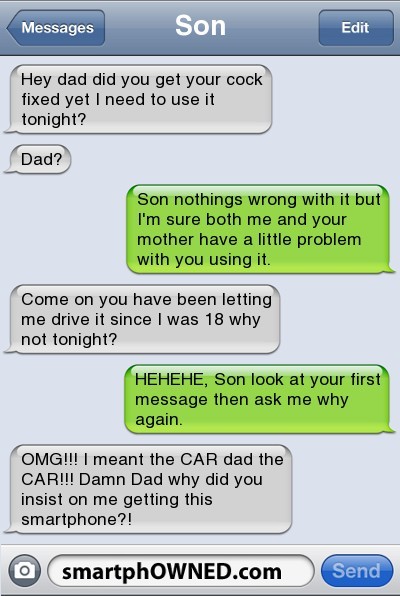 Messages
Son
Edit
Hey dad did you get your cock
fixed yet I need to use it
tonight?
Dad?
Son nothings wrong with it but
I'm sure both me and your
mother have a little problem
with you using it.
Come on you have been letting
me drive it since I was 18 why
not tonight?
HEHEHE, Son look at your first
message then ask me why
again.
OMG!!! I meant the CAR dad the
CAR!!! Damn Dad why did you
insist on me getting this
smartphone?!
smartphOWNED.com
Send